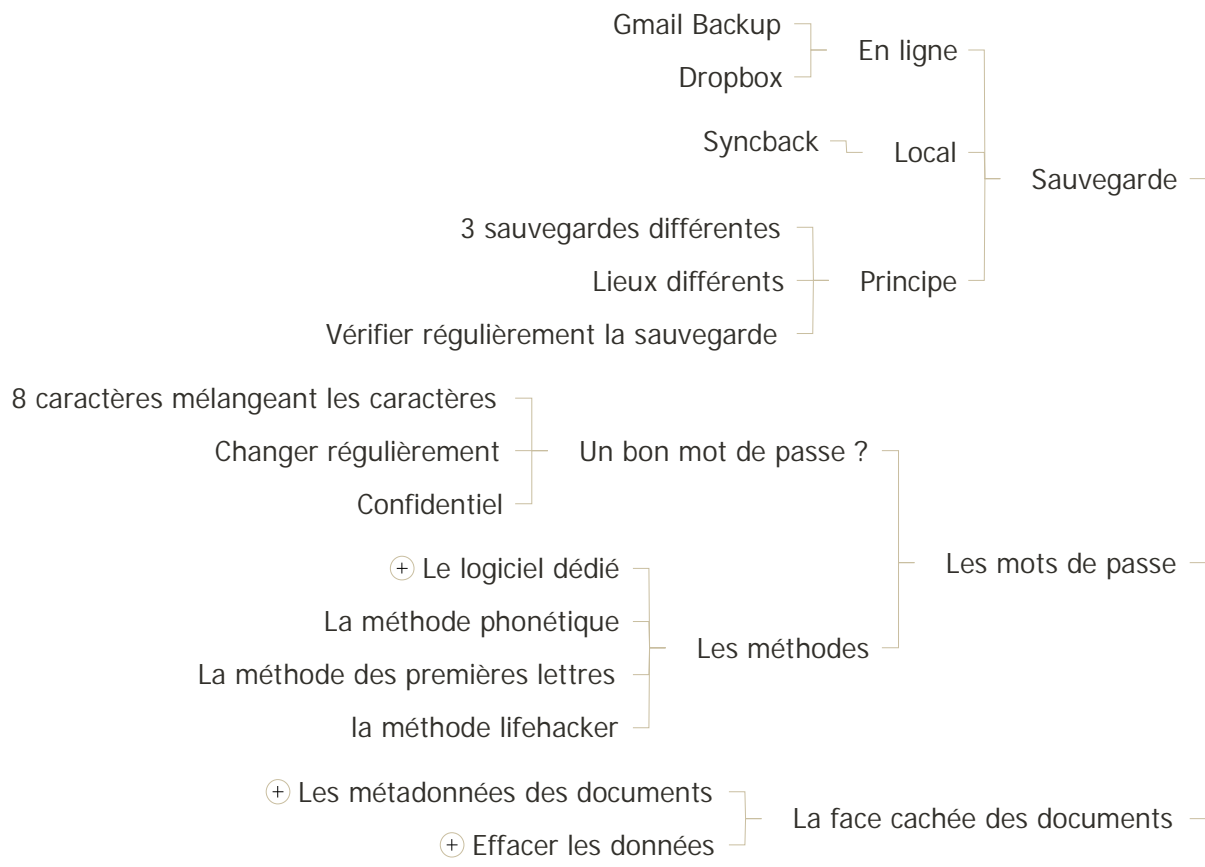 Gmail Backup
En ligne
Dropbox
Syncback
Local
Sauvegarde
3 sauvegardes différentes
Lieux différents
Principe
Vérifier régulièrement la sauvegarde
8 caractères mélangeant les caractères
Changer régulièrement
Un bon mot de passe ?
Confidentiel
+ Le logiciel dédié
Les mots de passe
La méthode phonétique
Les méthodes
La méthode des premières lettres
la méthode lifehacker
+ Les métadonnées des documents
La face cachée des documents
+ Effacer les données